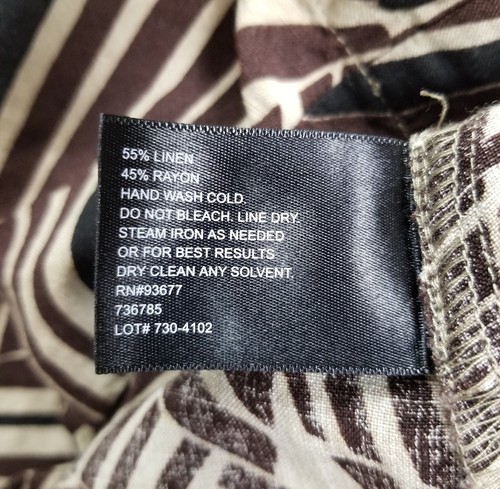 55% LINEN
45% RAYON
HAND WASH COLD
DO NOT BLEACH. LINE DRY.
STEAM IRON AS NEEDED
OR FOR BEST RESULTS
DRY CLEAN ANY SOLVENT.
RN#93677
736785
LOT# 730-4102